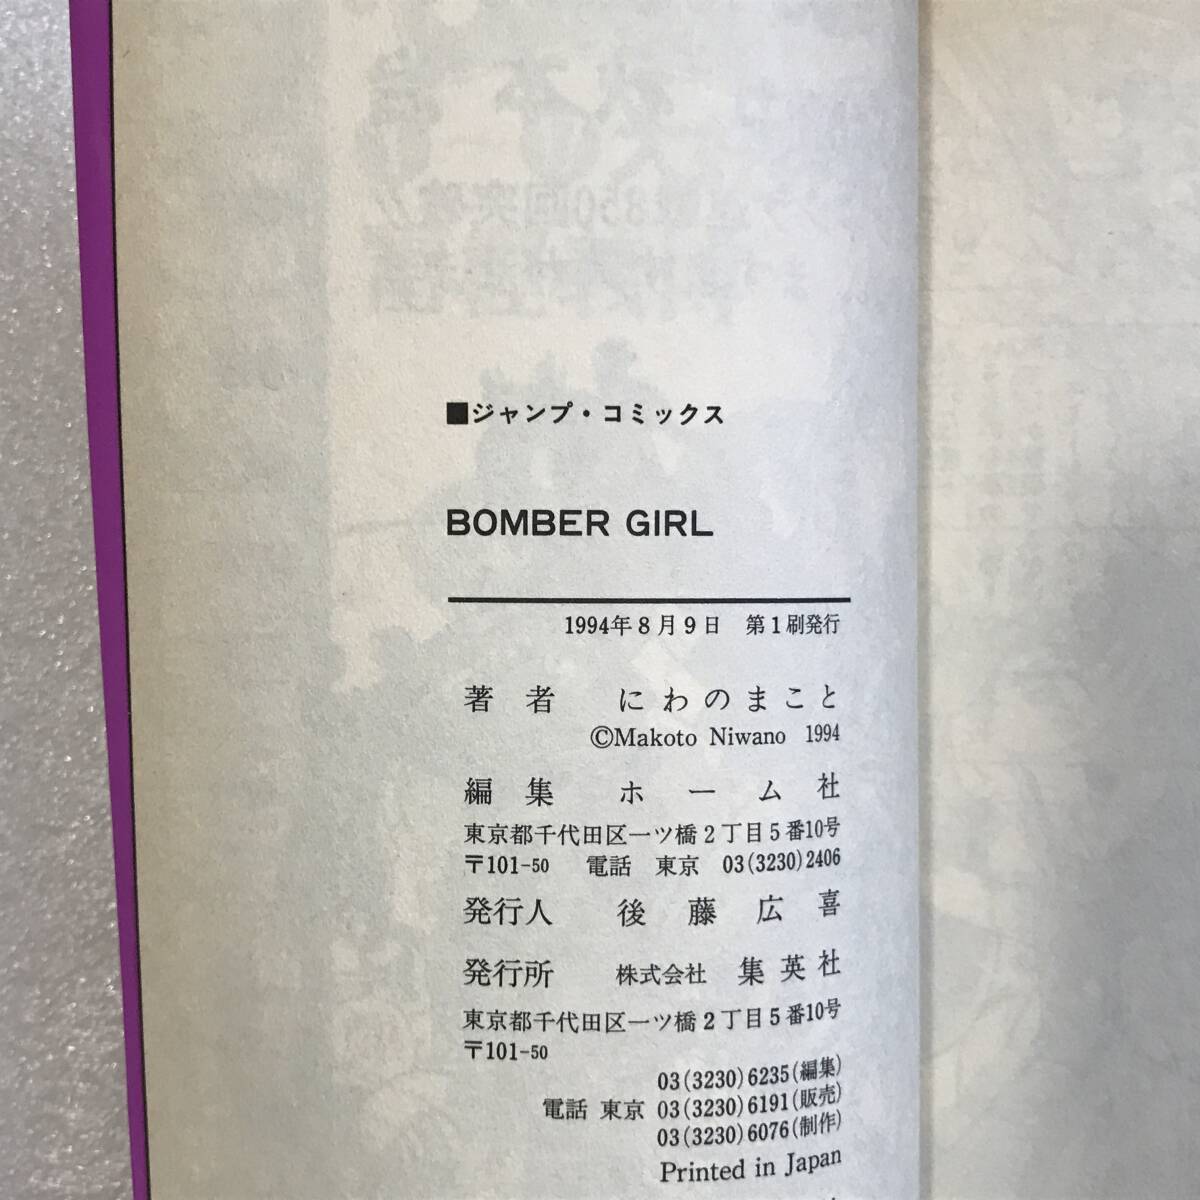 ■ジャンプ・コミックス
BOMBER GIRL
1994年8月9日 第1刷発行
著者 にわのまこと
©Makoto Niwano 1994
編集 ホーム社
東京都千代田区一ツ橋2丁目5番10号
〒101-50 電話 東京 03(3230)2406
発行人 後藤広喜
発行所 株式会社 集英社
東京都千代田区一ツ橋2丁目5番10号
〒101-50
03(3230)6235(編集)
電話 東京 03(3230)6191(販売)
03(3230)6076(制作)
Printed in Japan